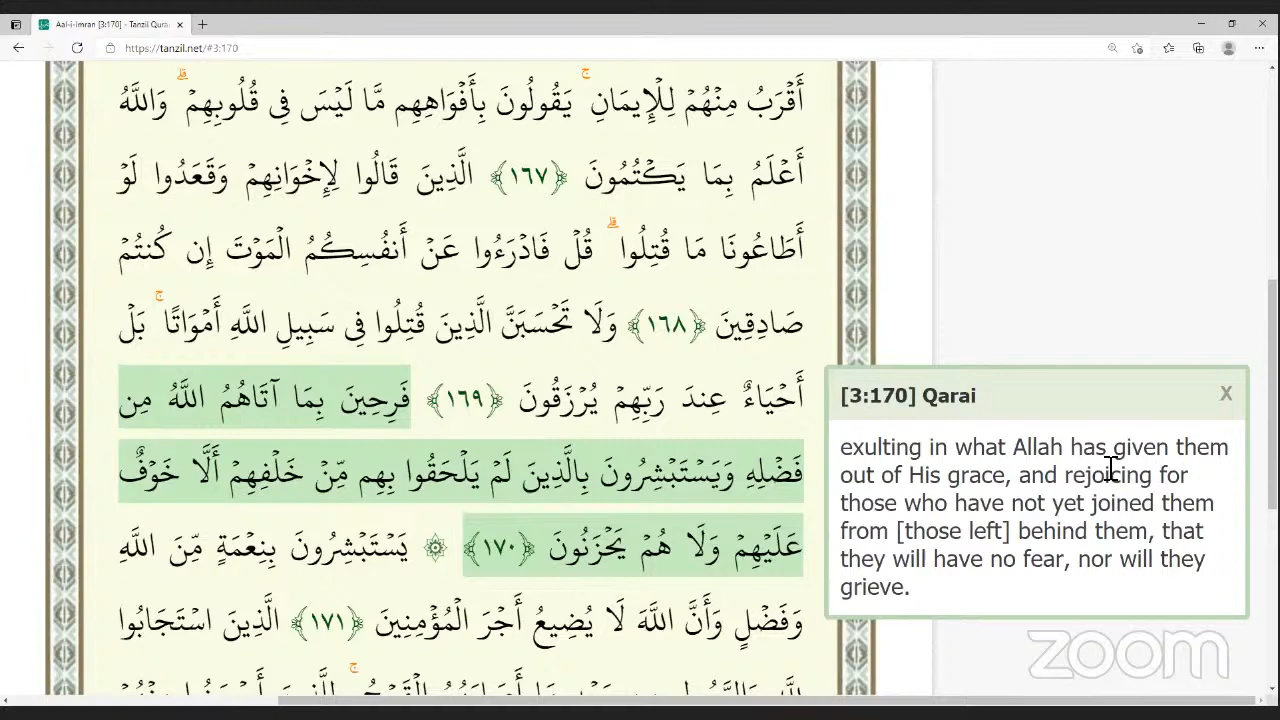 Aal-i-Imran [3:170] - Tanzil Qura
https://tanzil.net/#3:170
أَقْرَبُ مِنْهُمْ لِلْإِيمَانِ ۚ يَقُولُونَ بِأَفْوَاهِهِم مَّا لَيْسَ فِي قُلُوبِهِمْ ۗ وَاللَّهُ
أَعْلَمُ بِمَا يَكْتُمُونَ ﴿١٦٧﴾ الَّذِينَ قَالُوا لِإِخْوَانِهِمْ وَقَعَدُوا لَوْ
أَطَاعُونَا مَا قُتِلُوا ۗ قُلْ فَادْرَءُوا عَنْ أَنفُسِكُمُ الْمَوْتَ إِن كُنتُمْ
صَادِقِينَ ﴿١٦٨﴾ وَلَا تَحْسَبَنَّ الَّذِينَ قُتِلُوا فِي سَبِيلِ اللَّهِ أَمْوَاتًا ۚ بَلْ
أَحْيَاءٌ عِندَ رَبِّهِمْ يُرْزَقُونَ ﴿١٦٩﴾ فَرِحِينَ بِمَا آتَاهُمُ اللَّهُ مِن
فَضْلِهِ وَيَسْتَبْشِرُونَ بِالَّذِينَ لَمْ يَلْحَقُوا بِهِم مِّنْ خَلْفِهِمْ أَلَّا خَوْفٌ
عَلَيْهِمْ وَلَا هُمْ يَحْزَنُونَ ﴿١٧٠﴾ ۞ يَسْتَبْشِرُونَ بِنِعْمَةٍ مِّنَ اللَّهِ
وَفَضْلٍ وَأَنَّ اللَّهَ لَا يُضِيعُ أَجْرَ الْمُؤْمِنِينَ ﴿١٧١﴾ الَّذِينَ اسْتَجَابُوا
[3:170] Qarai
X
exulting in what Allah has given them
out of His grace, and rejoicing for
those who have not yet joined them
from [those left] behind them, that
they will have no fear, nor will they
grieve.
zoom